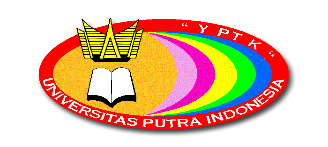 " Y P T K "
UNIVERSITAS PUTRA INDONESIA